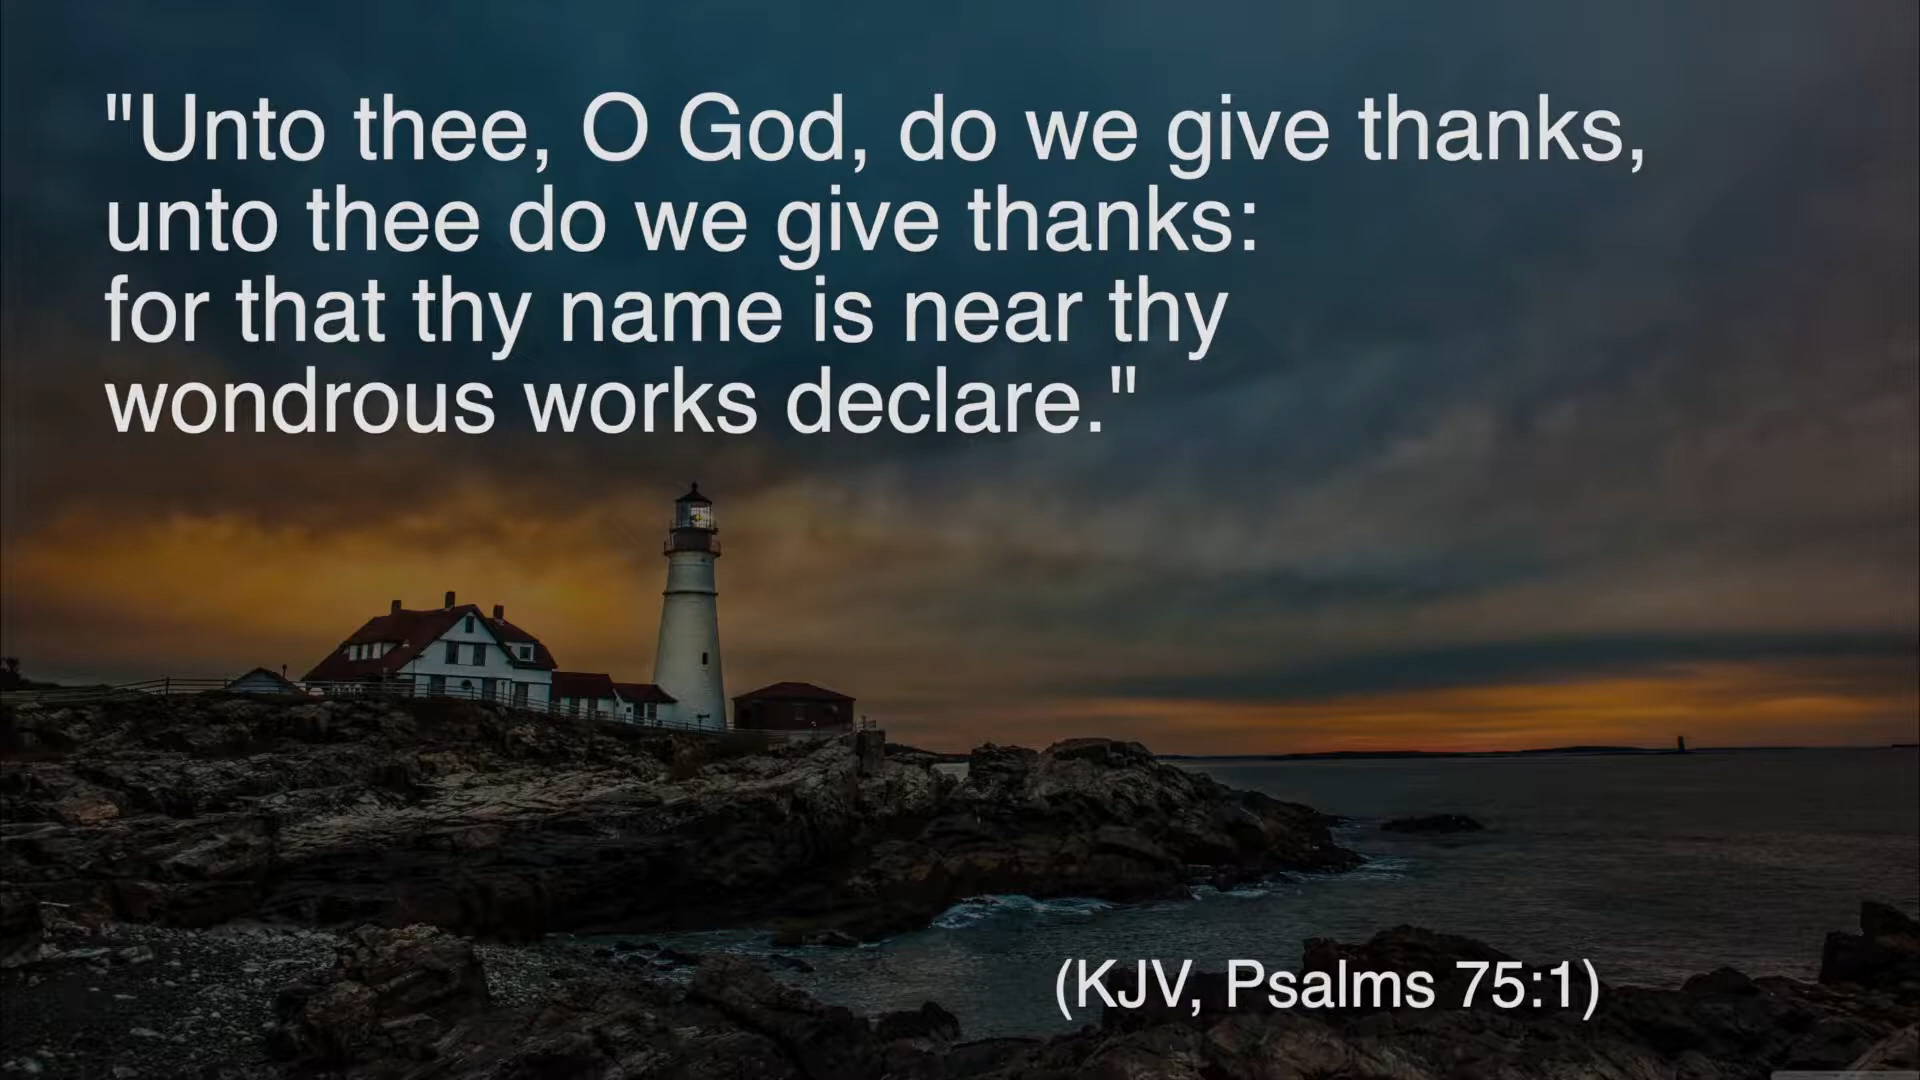 "Unto thee, O God, do we give thanks,
unto thee do we give thanks:
for that thy name is near thy
wondrous works declare."
(KJV, Psalms 75:1)